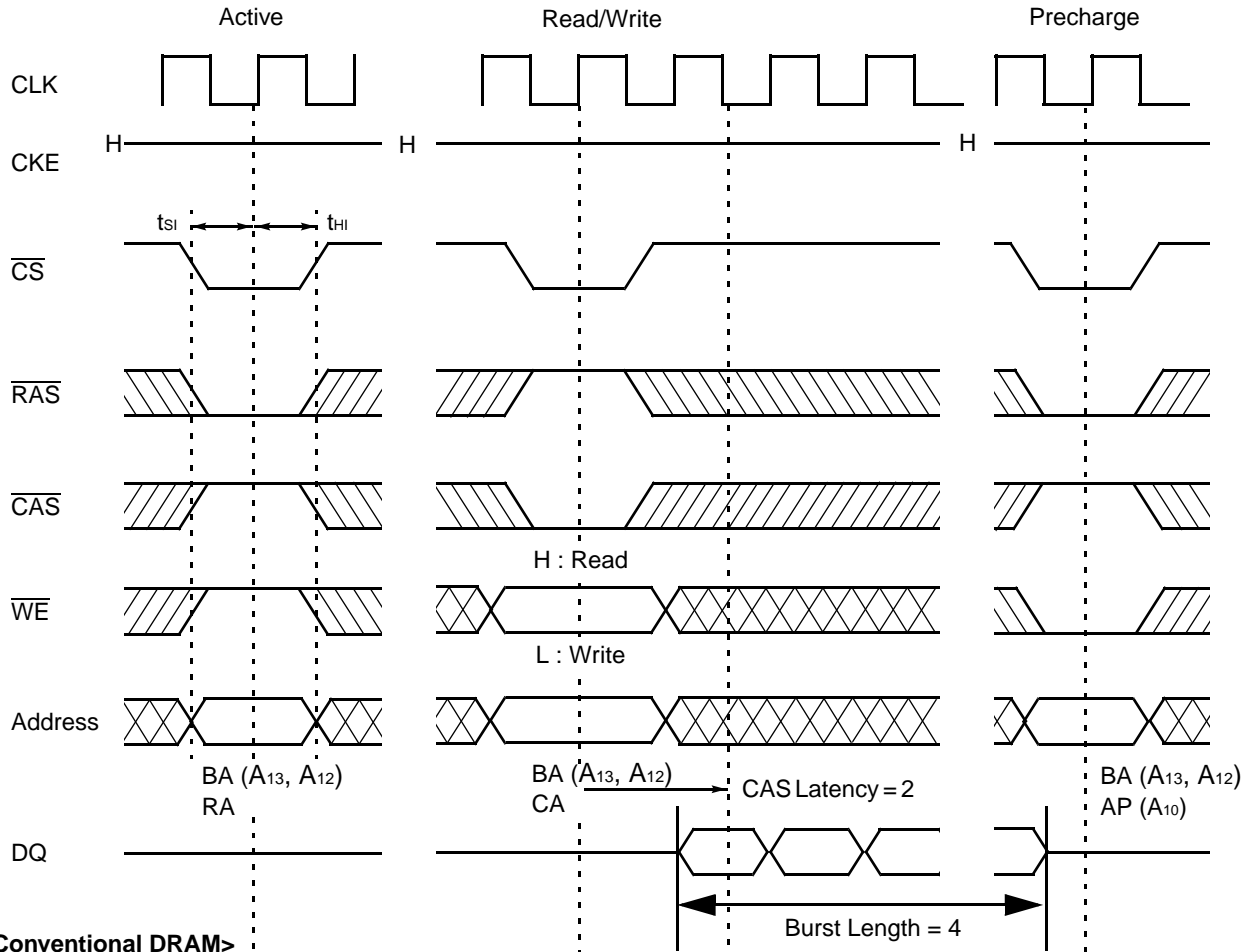 Active Read/Write Precharge
CLK
H H H
CKE
tSI tHI
CS
RAS
CAS
H : Read
WE
L : Write
Address
BA (A13, A12) BA (A13, A12) BA (A13, A12)
RA CA CAS Latency = 2 AP (A10)
DQ
Burst Length = 4
Conventional DRAM>